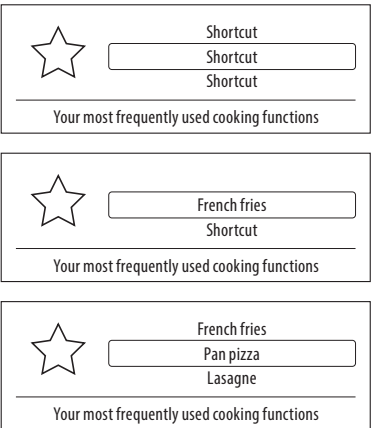 Shortcut
Shortcut
Shortcut
Your most frequently used cooking functions
French fries
Shortcut
Your most frequently used cooking functions
French fries
Pan pizza
Lasagne
Your most frequently used cooking functions